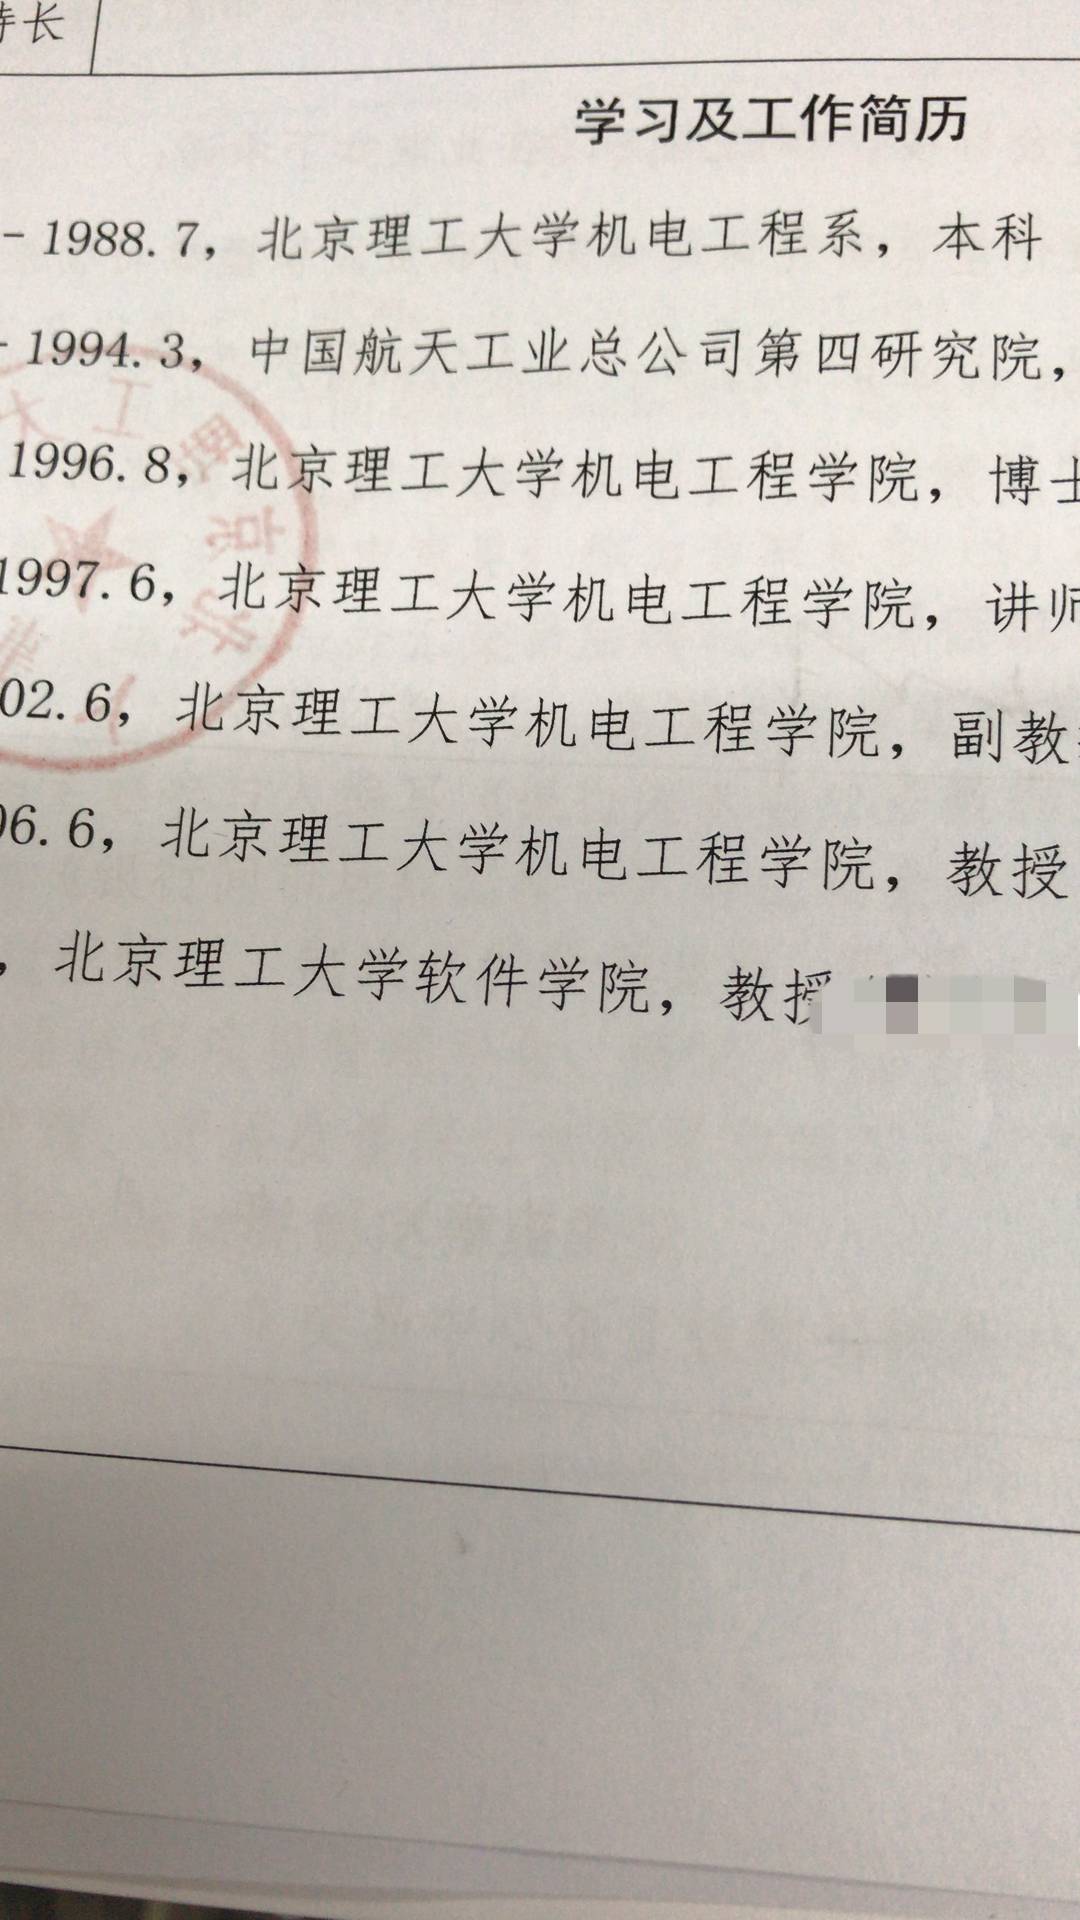 特长
学习及工作简历
-1988.7，北京理工大学机电工程系，本科
-1994.3，中国航天工业总公司第四研究院，
1996.8，北京理工大学机电工程学院，博士
1997.6，北京理工大学机电工程学院，讲师
02.6，北京理工大学机电工程学院，副教
06.6，北京理工大学机电工程学院，教授
，北京理工大学软件学院，教授